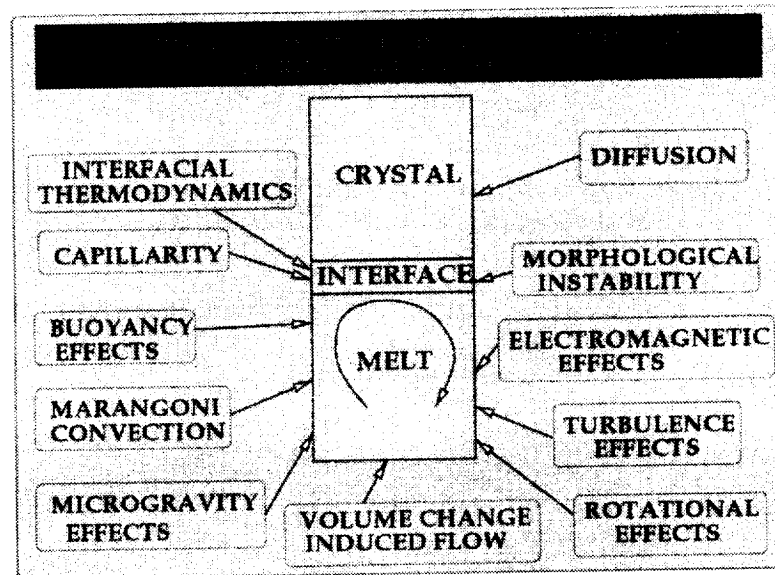 INTERFACIAL
THERMODYNAMICS
CRYSTAL
DIFFUSION
CAPILLARITY
INTERFACE
MORPHOLOGICAL
INSTABILITY
BUOYANCY
EFFECTS
MELT
ELECTROMAGNETIC
EFFECTS
MARANGONI
CONVECTION
TURBULENCE
EFFECTS
MICROGRAVITY
EFFECTS
VOLUME CHANGE
INDUCED FLOW
ROTATIONAL
EFFECTS